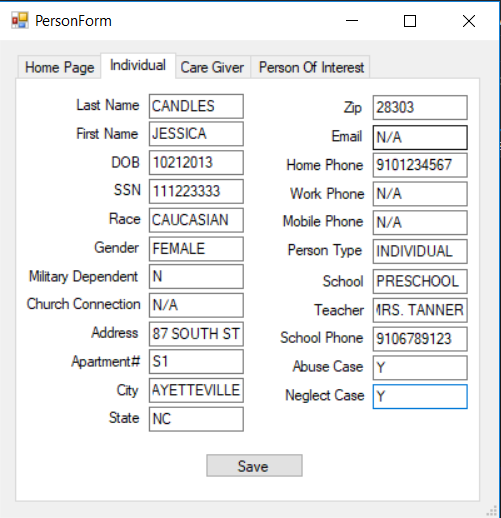 PersonForm
Home Page Individual Care Giver Person Of Interest
Last Name CANDLES
First Name JESSICA
DOB 10212013
SSN 111223333
Race CAUCASIAN
Gender FEMALE
Military Dependent N
Church Connection N/A
Address 87 SOUTH ST
Apartment# S1
City AYETTEVILLE
State NC
Zip 28303
Email N/A
Home Phone 9101234567
Work Phone N/A
Mobile Phone N/A
Person Type INDIVIDUAL
School PRESCHOOL
Teacher MRS. TANNER
School Phone 9106789123
Abuse Case Y
Neglect Case Y
Save